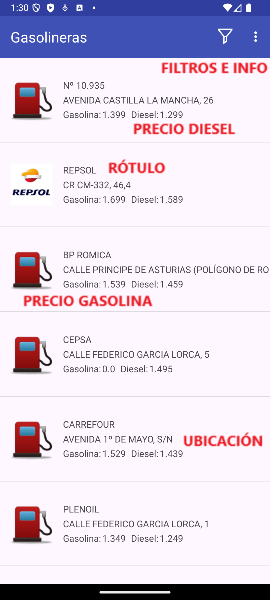 1:30
Gasolineras
FILTROS E INFO
Nº 10.935
AVENIDA CASTILLA LA MANCHA, 26
Gasolina: 1.399 Diesel: 1.299
PRECIO DIESEL
REPSOL
REPSOL RÓTULO
CR CM-332, 46,4
Gasolina: 1.699 Diesel: 1.589
BP ROMICA
CALLE PRINCIPE DE ASTURIAS (POLÍGONO DE RO
Gasolina: 1.539 Diesel: 1.459
PRECIO GASOLINA
CEPSA
CALLE FEDERICO GARCIA LORCA, 5
Gasolina: 0.0 Diesel: 1.495
CARREFOUR
AVENIDA 1º DE MAYO, S/N
UBICACIÓN
Gasolina: 1.529 Diesel: 1.439
PLENOIL
CALLE FEDERICO GARCIA LORCA, 1
Gasolina: 1.349 Diesel: 1.249